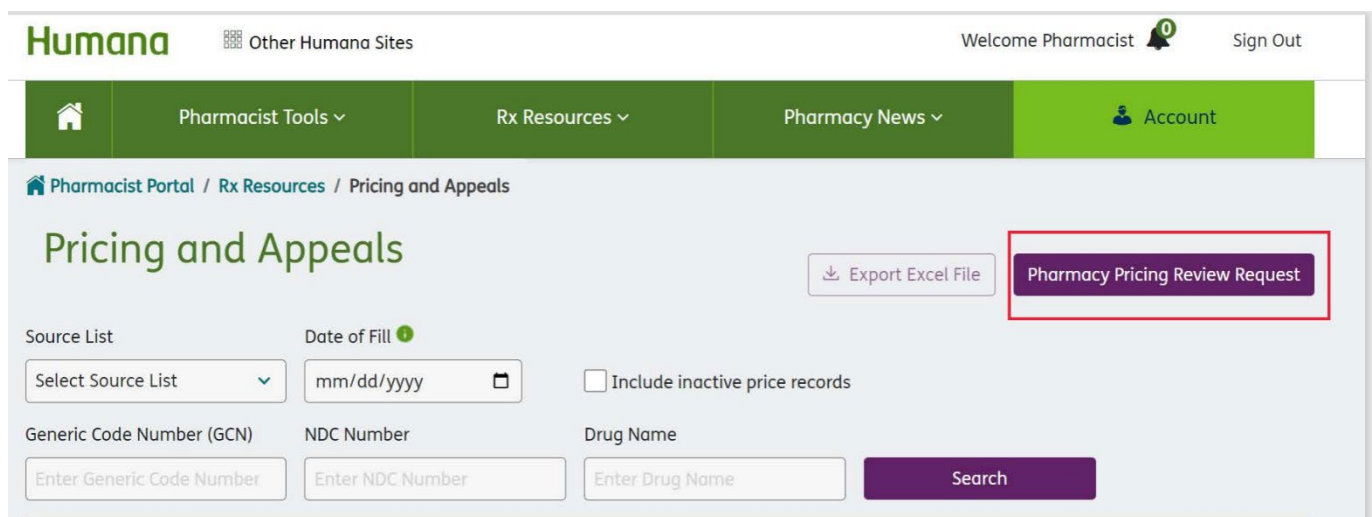 Humana
Other Humana Sites
Welcome Pharmacist
0
Sign Out
Pharmacist Tools
Rx Resources
Pharmacy News
Account
Pharmacist Portal / Rx Resources / Pricing and Appeals
Pricing and Appeals
Export Excel File
Pharmacy Pricing Review Request
Source List
Date of Fill
Select Source List
mm/dd/yyyy
Include inactive price records
Generic Code Number (GCN)
NDC Number
Drug Name
Enter Generic Code Number
Enter NDC Number
Enter Drug Name
Search